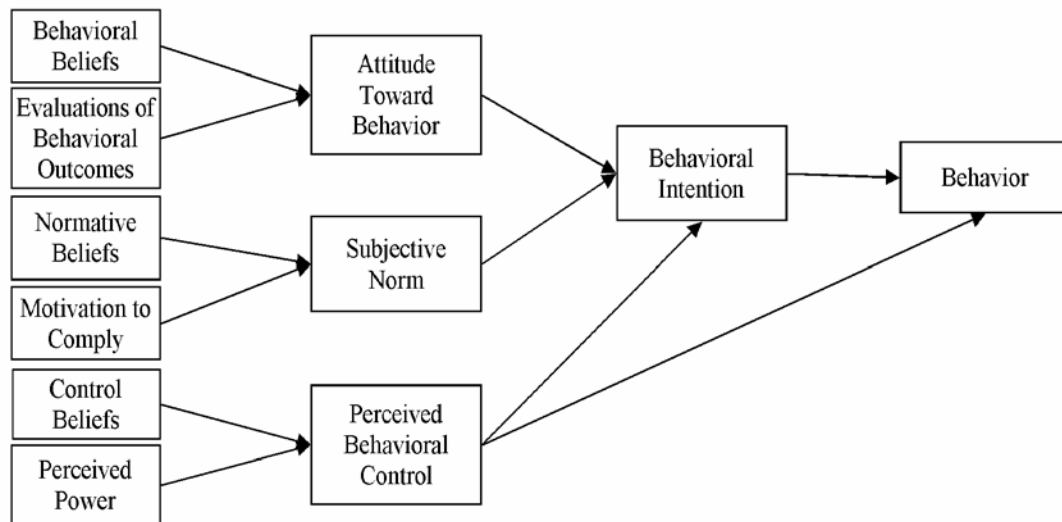 Behavioral
Beliefs
Evaluations of
Behavioral
Outcomes
Normative
Beliefs
Motivation to
Comply
Control
Beliefs
Perceived
Power
Attitude
Toward
Behavior
Subjective
Norm
Perceived
Behavioral
Control
Behavioral
Intention
Behavior